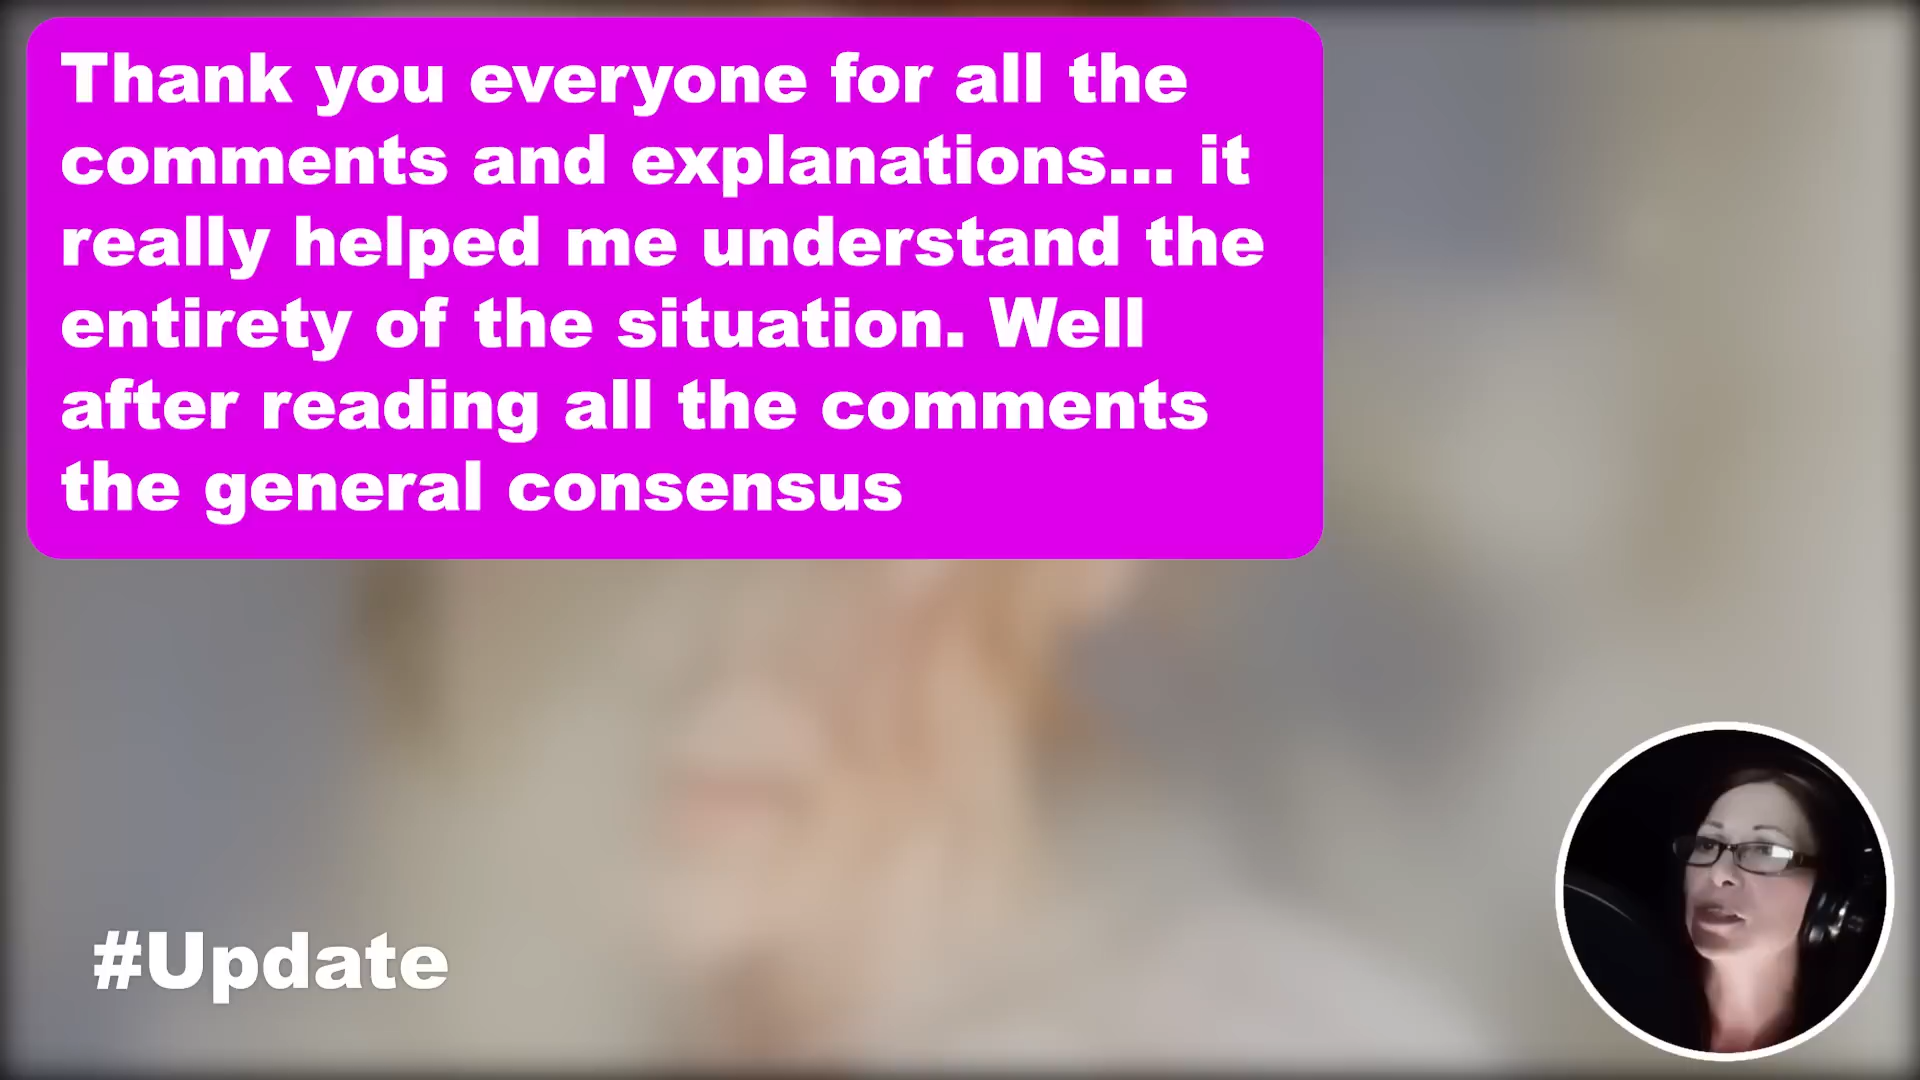 Thank you everyone for all the
comments and explanations... it
really helped me understand the
entirety of the situation. Well
after reading all the comments
the general consensus
#Update